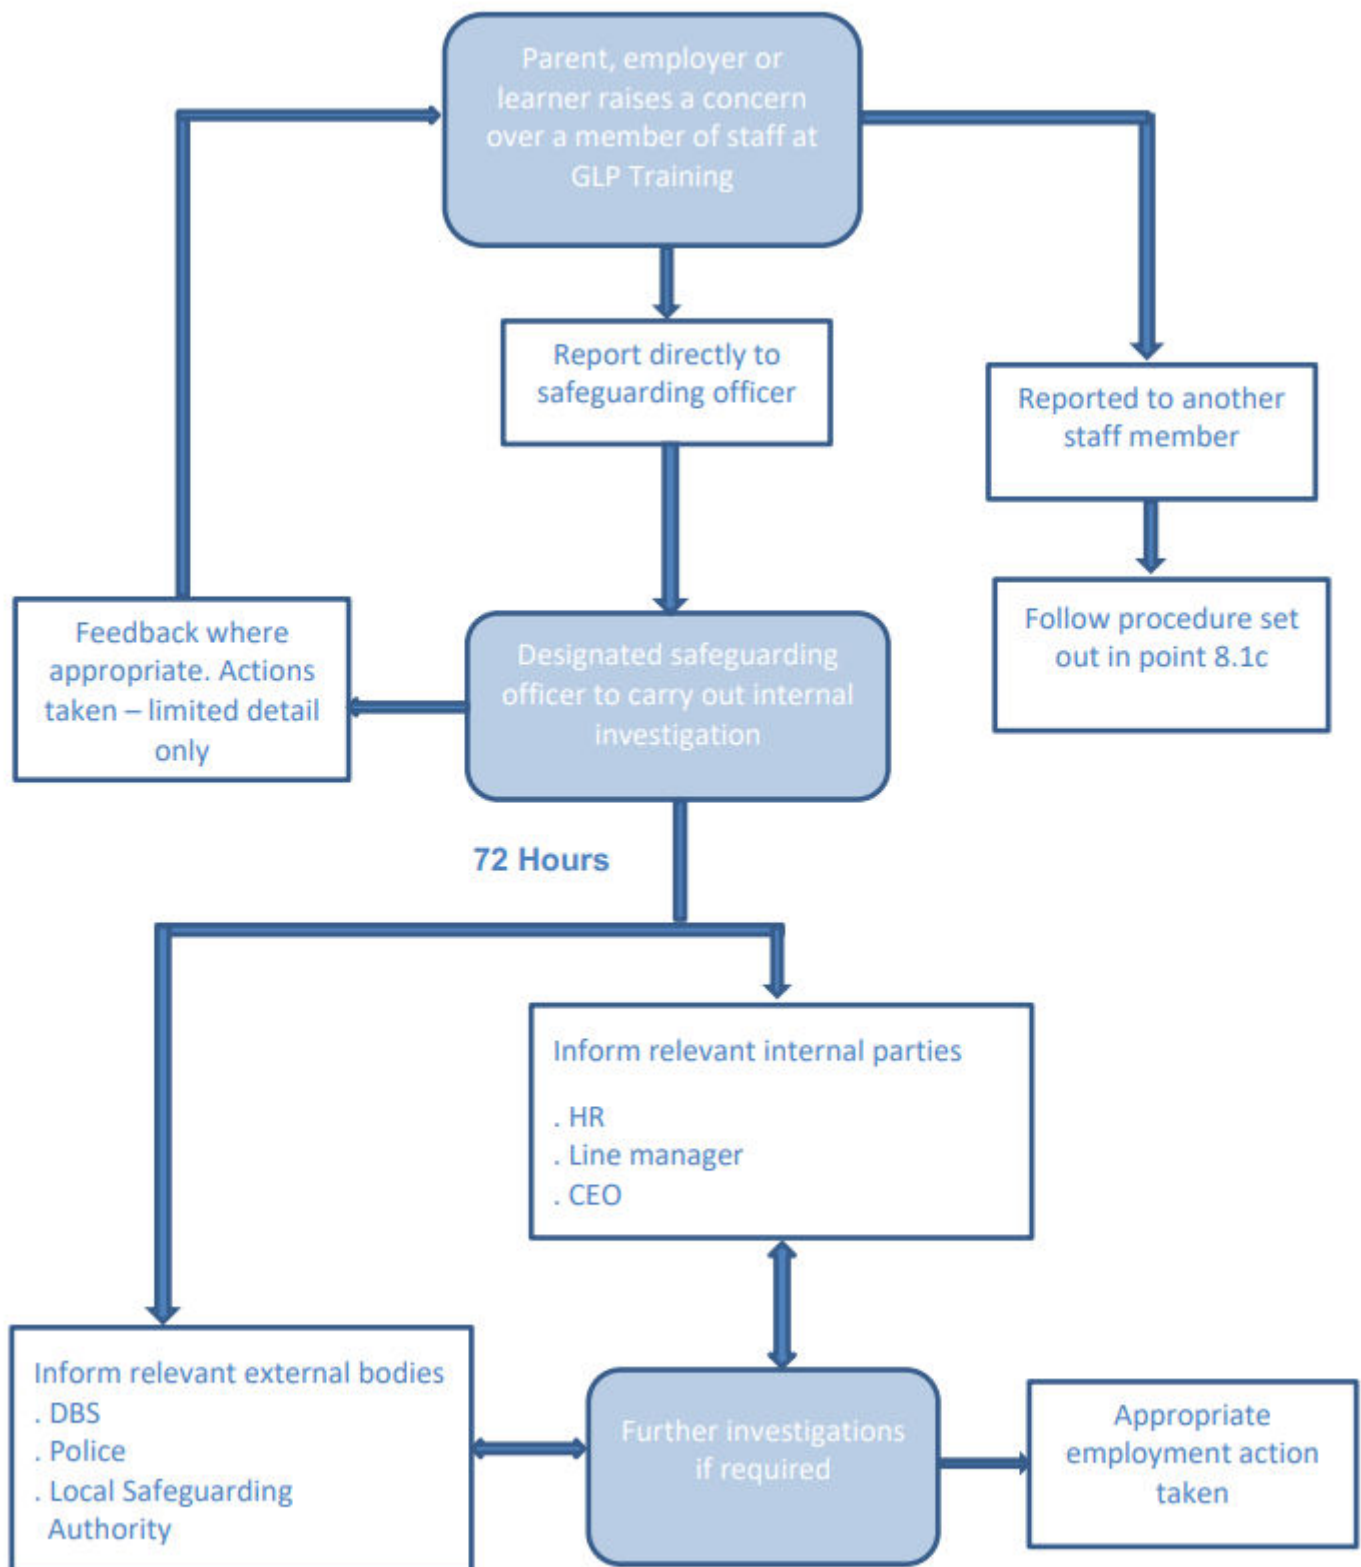 Parent, employer or
learner raises a concern
over a member of staff at
GLP Training
Report directly to
safeguarding officer
Reported to another
staff member
Follow procedure set
out in point 8.1c
Feedback where
appropriate. Actions
taken – limited detail
only
Designated safeguarding
officer to carry out internal
investigation
72 Hours
Inform relevant internal parties
. HR
. Line manager
. CEO
Inform relevant external bodies
. DBS
. Police
. Local Safeguarding
Authority
Further investigations
if required
Appropriate
employment action
taken